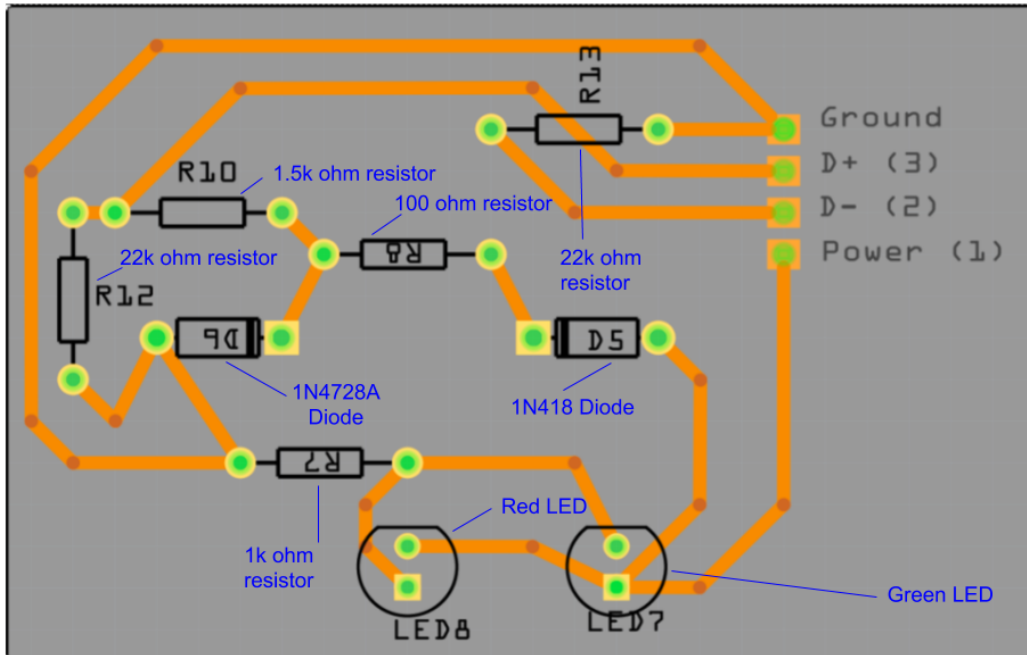 R13
Ground
D+ (3)
D- (2)
Power (1)
R10
1.5k ohm resistor
100 ohm resistor
R8
22k ohm resistor
R12
22k ohm
resistor
D6
D5
1N4728A
Diode
1N418 Diode
R7
Red LED
1k ohm
resistor
Green LED
LED8
LED7